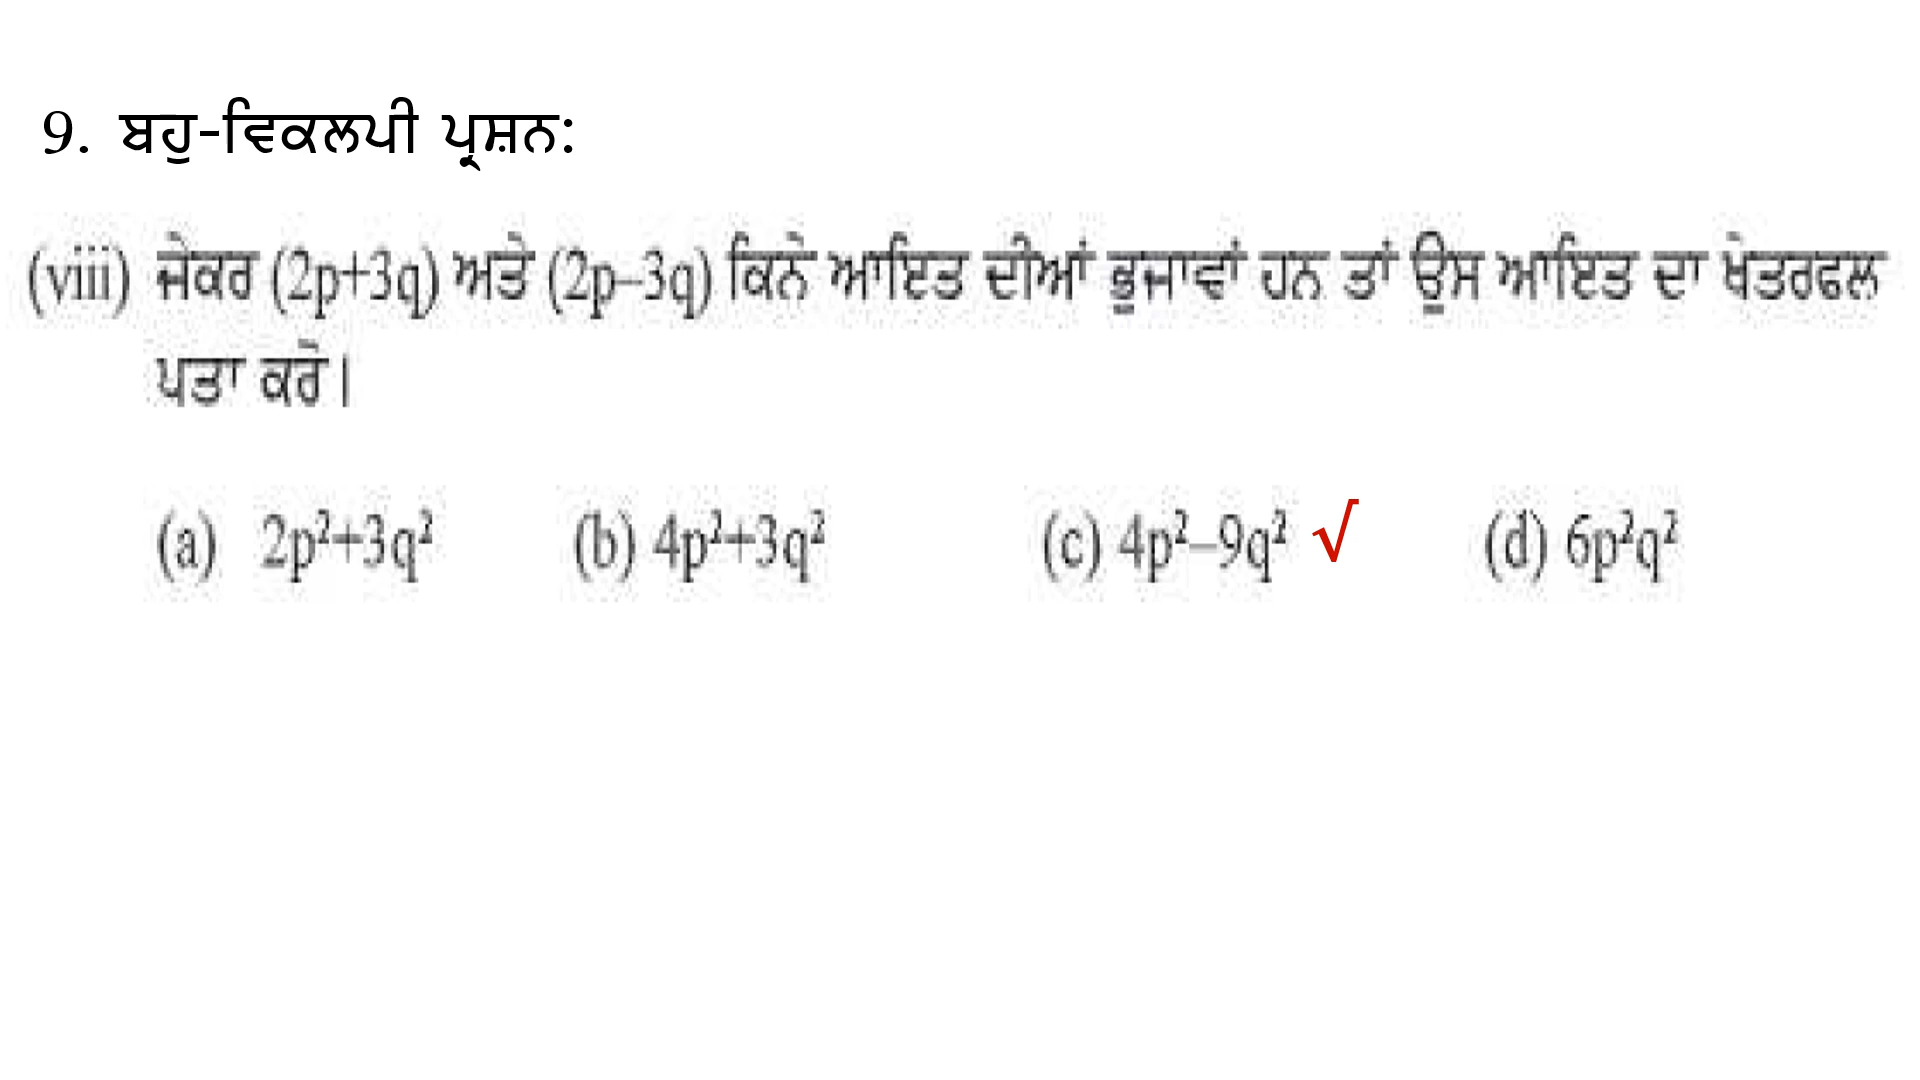 9. ਬਹੁ-ਵਿਕਲਪੀ ਪ੍ਰਸ਼ਨ:
(viii) ਜੇਕਰ (2p+3q) ਅਤੇ (2p–3q) ਕਿਨੇ ਆਇਤ ਦੀਆਂ ਭੁਜਾਵਾਂ ਹਨ ਤਾਂ ਉਸ ਆਇਤ ਦਾ ਖੇਤਰਫਲ
ਪਤਾ ਕਰੋ।
(a) 2p²+3q² (b) 4p²+3q² (c) 4p²–9q² √ (d) 6p²q²